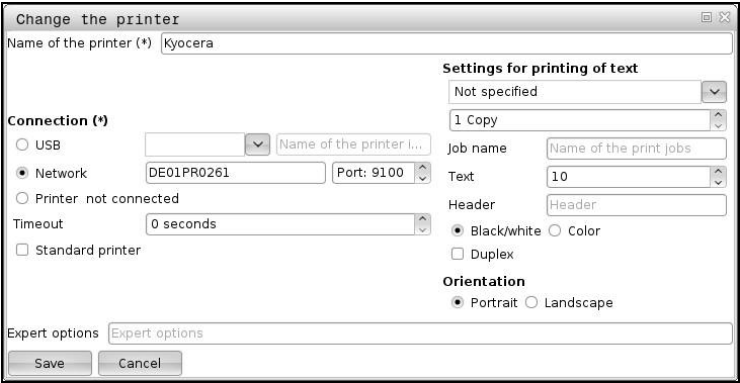 Change the printer
Name of the printer (*) Kyocera
Settings for printing of text
Not specified
1 Copy
Job name Name of the print jobs
Text 10
Header Header
Black/white Color
Duplex
Orientation
Portrait Landscape
Connection (*)
USB Name of the printer i...
Network DE01PR0261 Port: 9100
Printer not connected
Timeout 0 seconds
Standard printer
Expert options Expert options
Save Cancel